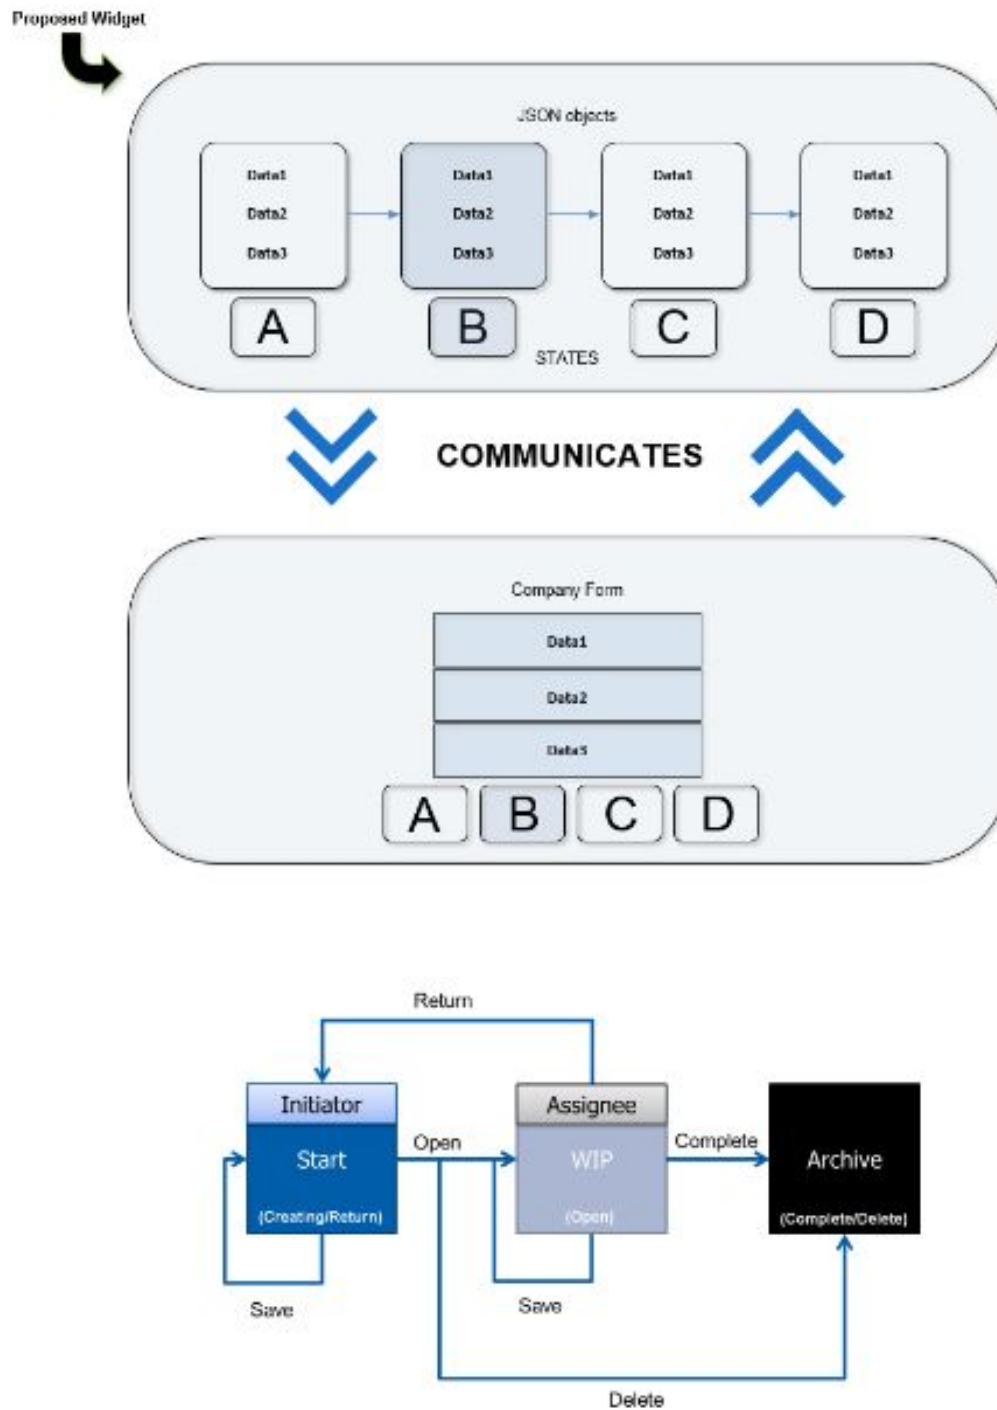 Proposed Widget
JSON objects
Data1 Data1 Data1 Data1
Data2 Data2 Data2 Data2
Data3 Data3 Data3 Data3
A B C D
STATES
COMMUNICATES
Company Form
Data1
Data2
Data3
A B C D
Return
Initiator
Start
(Creating/Return)
Open
Assignee
WIP
(Open)
Complete
Archive
(Complete/Delete)
Save
Save
Delete